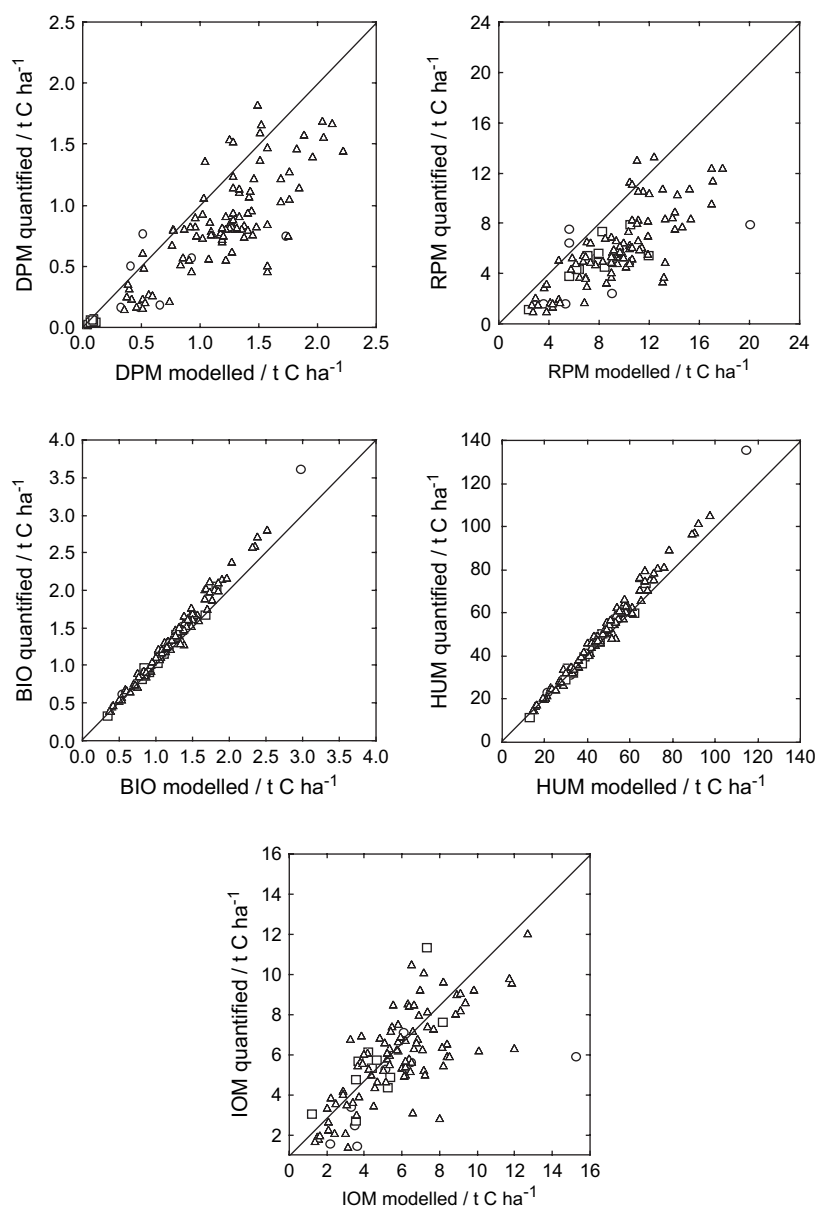 2.5
2.0
1.5
1.0
0.5
0.0
DPM quantified / t C ha⁻¹
0.0 0.5 1.0 1.5 2.0 2.5
DPM modelled / t C ha⁻¹
24
20
16
12
8
4
0
RPM quantified / t C ha⁻¹
0 4 8 12 16 20 24
RPM modelled / t C ha⁻¹
4.0
3.5
3.0
2.5
2.0
1.5
1.0
0.5
0.0
BIO quantified / t C ha⁻¹
0.0 0.5 1.0 1.5 2.0 2.5 3.0 3.5 4.0
BIO modelled / t C ha⁻¹
140
120
100
80
60
40
20
0
HUM quantified / t C ha⁻¹
0 20 40 60 80 100 120 140
HUM modelled / t C ha⁻¹
16
14
12
10
8
6
4
2
IOM quantified / t C ha⁻¹
0 2 4 6 8 10 12 14 16
IOM modelled / t C ha⁻¹